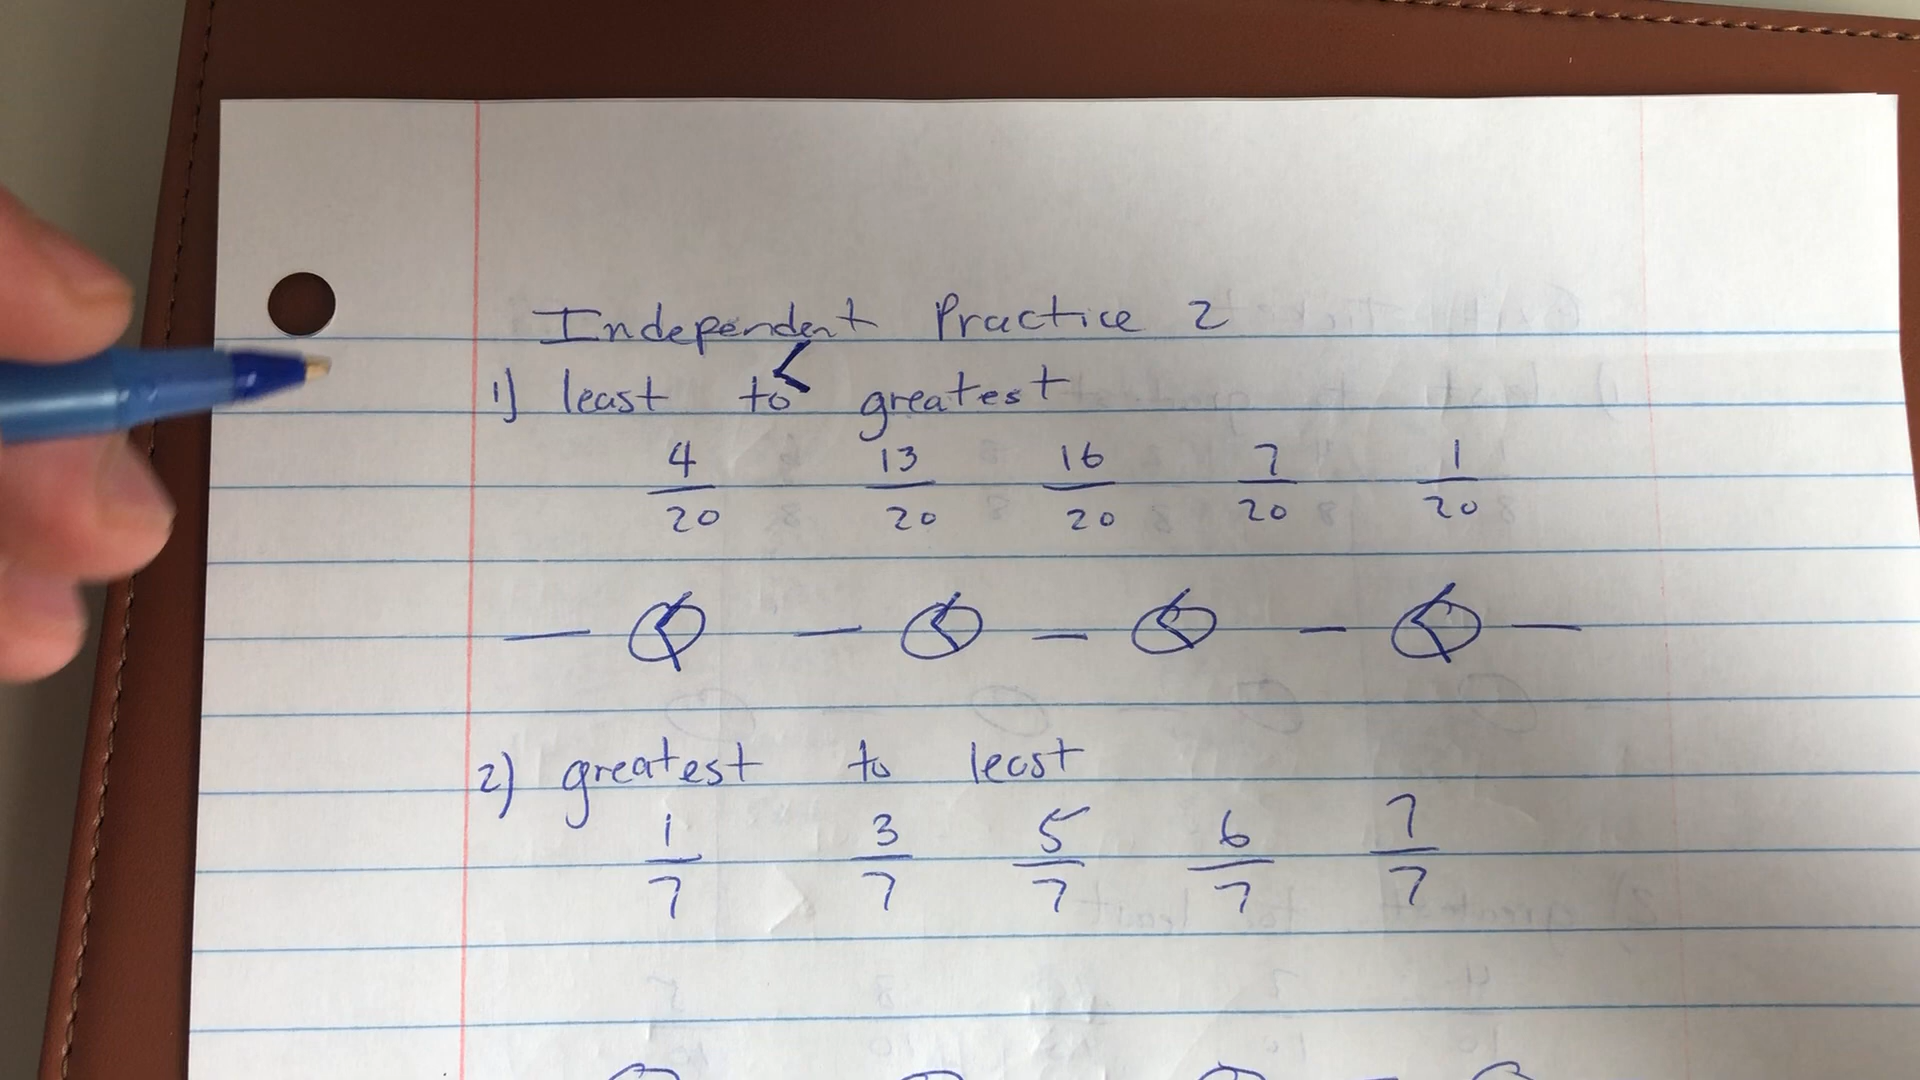 Independent Practice 2
<
1) least to greatest
4/20 13/20 16/20 7/20 1/20
— < — < — < — < —
2) greatest to least
1/7 3/7 5/7 6/7 7/7